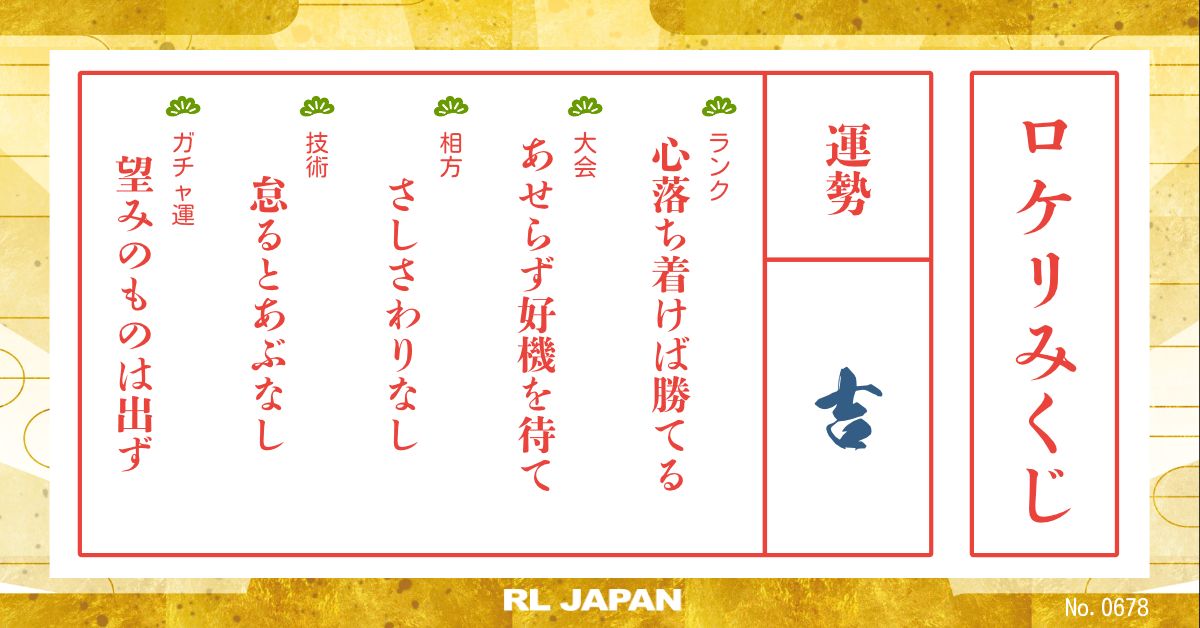 ロケリみくじ
運勢
吉
ランク
心落ち着けば勝てる
大会
あせらず好機を待て
相方
さしさわりなし
技術
怠るとあぶなし
ガチャ運
望みのものは出ず
RL JAPAN
No. 0678